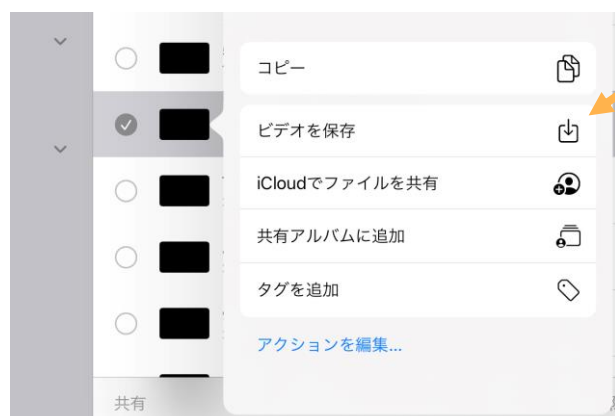 コピー
ビデオを保存
iCloudでファイルを共有
共有アルバムに追加
タグを追加
アクションを編集...
共有